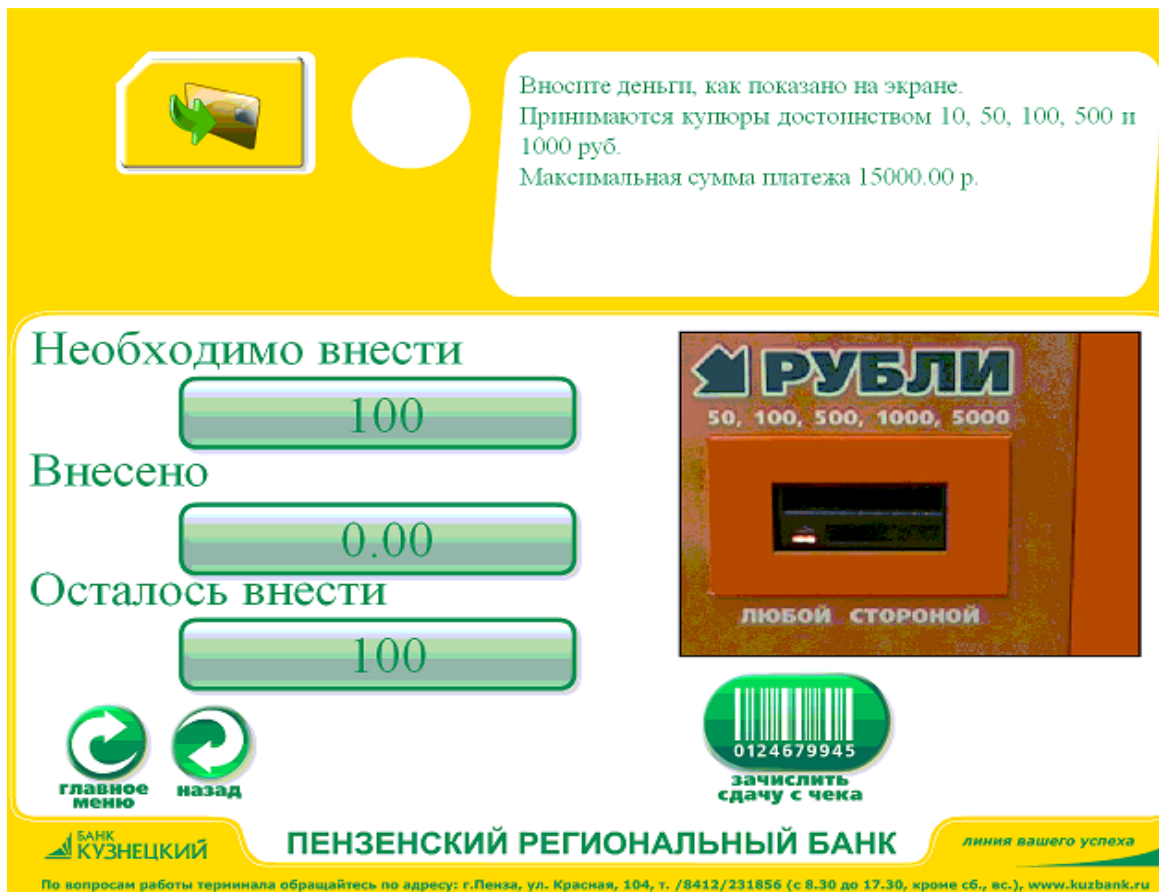 Вносите деньги, как показано на экране.
Принимаются купюры достоинством 10, 50, 100, 500 и
1000 руб.
Максимальная сумма платежа 15000.00 р.
Необходимо внести
100
Внесено
0.00
Осталось внести
100
РУБЛИ
50, 100, 500, 1000, 5000
ЛЮБОЙ СТОРОНОЙ
главное
меню
назад
0124679945
зачислить
сдачу с чека
БАНК
КУЗНЕЦКИЙ
ПЕНЗЕНСКИЙ РЕГИОНАЛЬНЫЙ БАНК
линия вашего успеха
По вопросам работы терминала обращайтесь по адресу: г.Пенза, ул. Красная, 104, т. /8412/231856 (с 8.30 до 17.30, кроме сб., вс.), www.kuzbank.ru